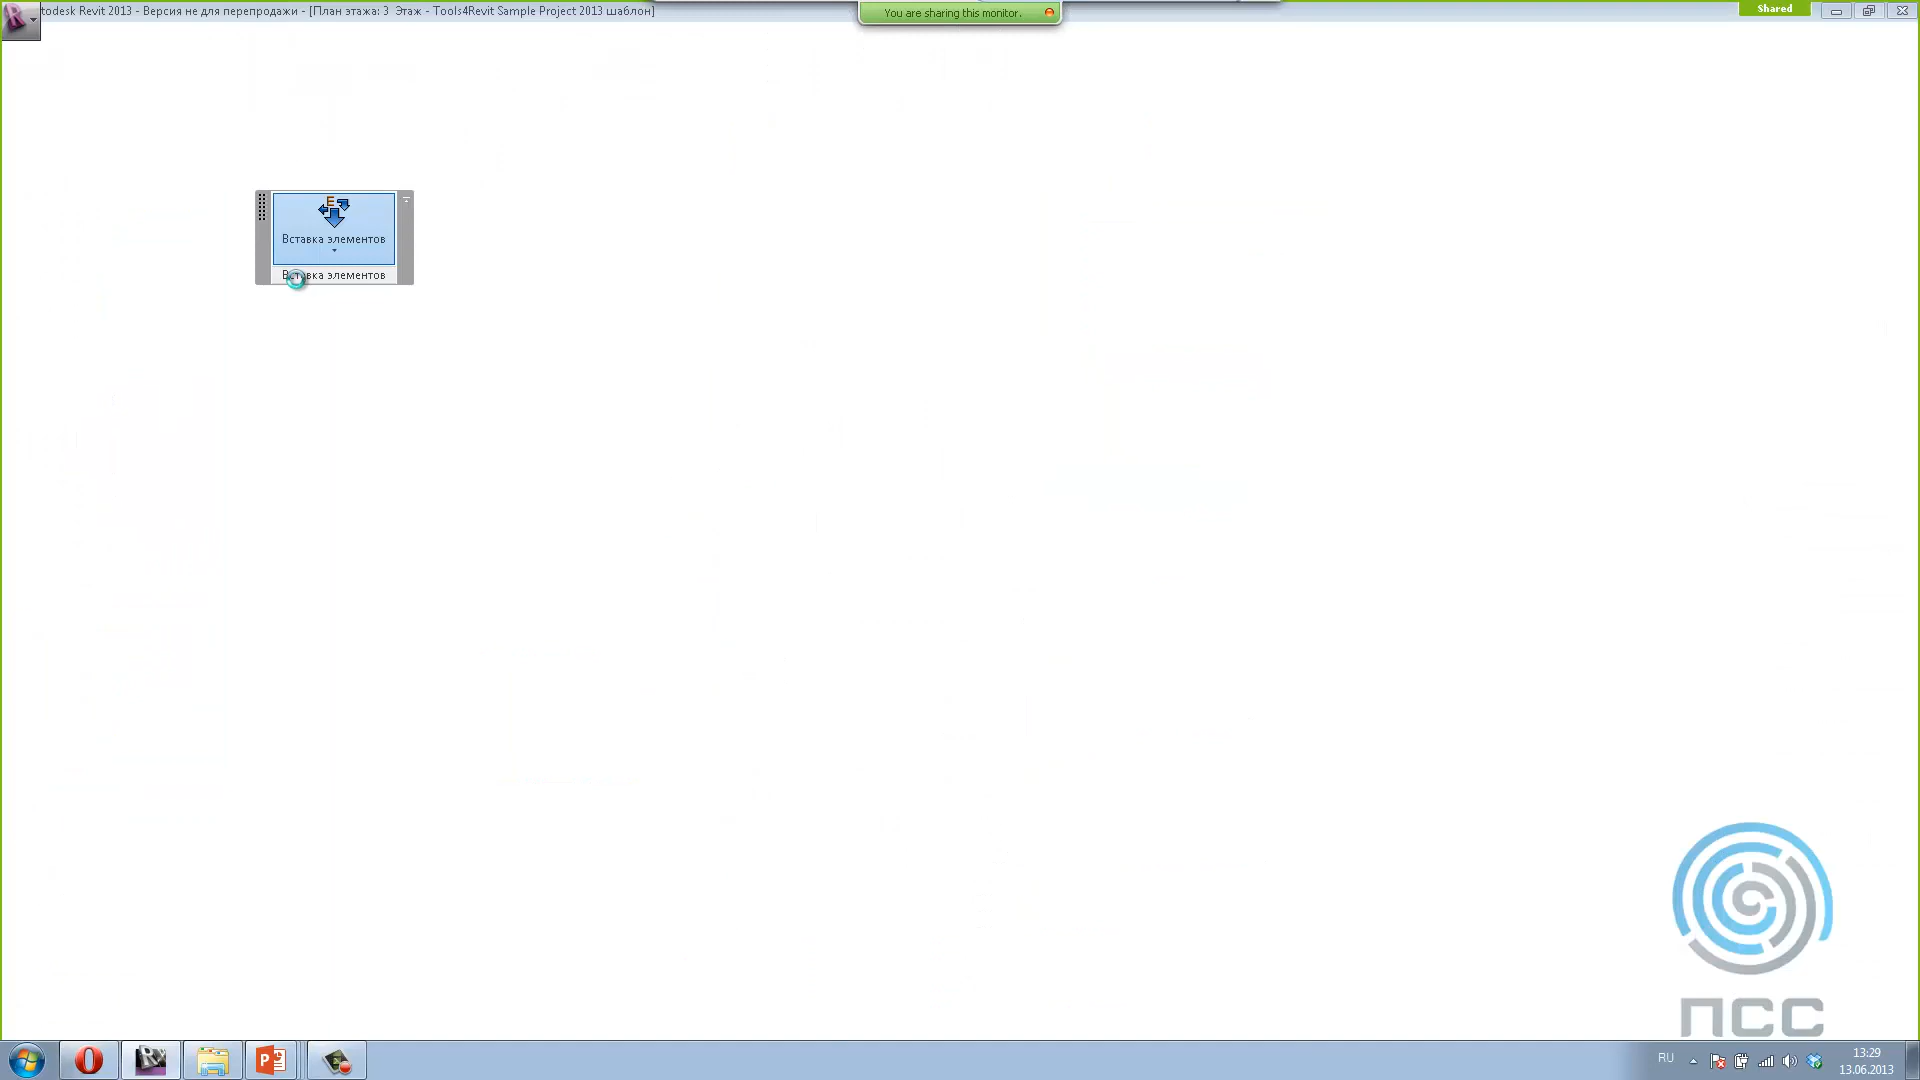 todesk Revit 2013 - Версия не для перепродажи - [План этажа: 3 Этаж - Tools4Revit Sample Project 2013 шаблон]
You are sharing this monitor.
Shared
E
Вставка элементов
Вставка элементов
ПСС
RU
13:29
13.06.2013